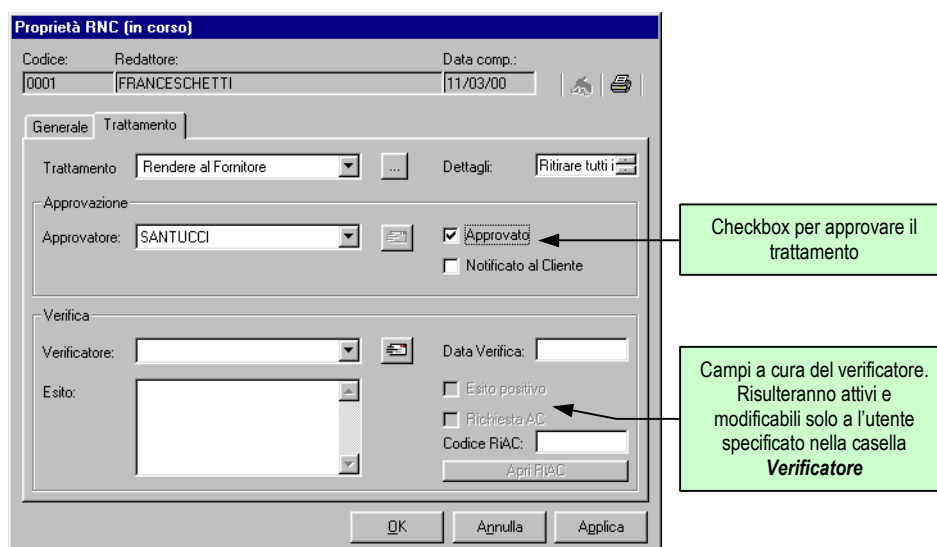 Proprietà RNC (in corso)
Codice: Redattore: Data comp.:
0001 FRANCESCHETTI 11/03/00
Generale Trattamento
Trattamento Rendere al Fornitore ... Dettagli: Ritirare tutti i
Approvazione
Approvatore: SANTUCCI Approvato
Notificato al Cliente
Verifica
Verificatore: Data Verifica:
Esito: Esito positivo
Richiesta AC
Codice RiAC:
Apri RiAC
OK Annulla Applica
Checkbox per approvare il
trattamento
Campi a cura del verificatore.
Risulteranno attivi e
modificabili solo a l'utente
specificato nella casella
Verificatore